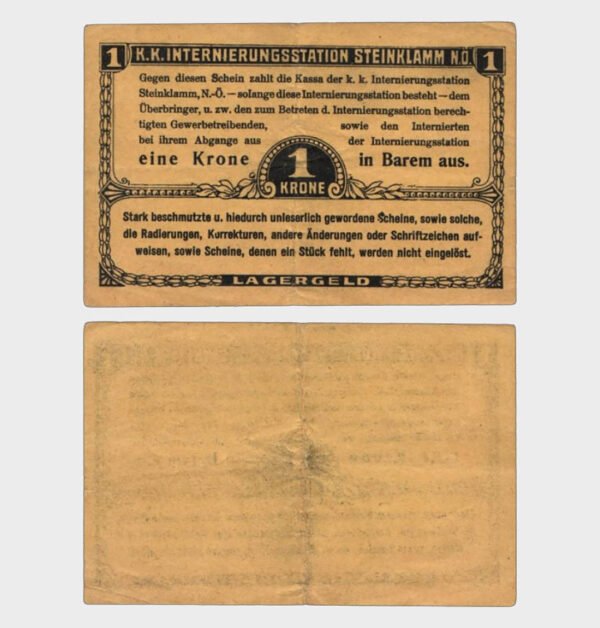 1 K.K. INTERNIERUNGSSTATION STEINKLAMM N.Ö. 1
Gegen diesen Schein zahlt die Kassa der k. k. Internierungsstation
Steinklamm, N.-Ö. — solange diese Internierungsstation besteht — dem
Überbringer, u. zw. den zum Betreten d. Internierungsstation berech-
tigten Gewerbetreibenden, sowie den Internierten
bei ihrem Abgange aus der Internierungsstation
eine Krone 1 in Barem aus.
KRONE
Stark beschmutzte u. hiedurch unleserlich gewordene Scheine, sowie solche,
die Radierungen, Korrekturen, andere Änderungen oder Schriftzeichen auf-
weisen, sowie Scheine, denen ein Stück fehlt, werden nicht eingelöst.
LAGERGELD